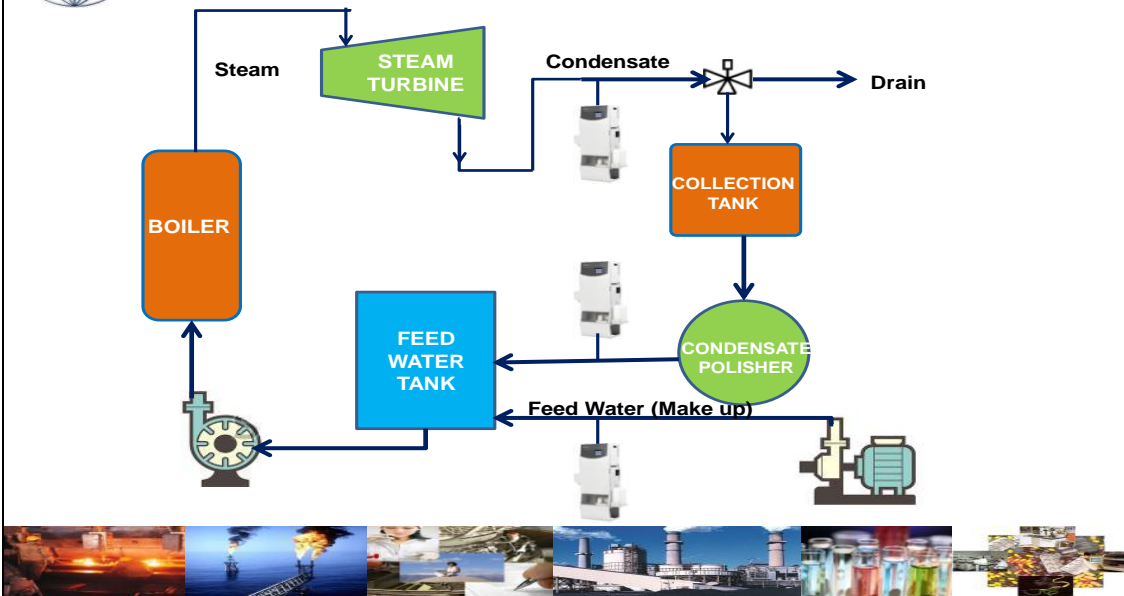 Steam
STEAM
TURBINE
Condensate
Drain
BOILER
COLLECTION
TANK
FEED
WATER
TANK
CONDENSATE
POLISHER
Feed Water (Make up)